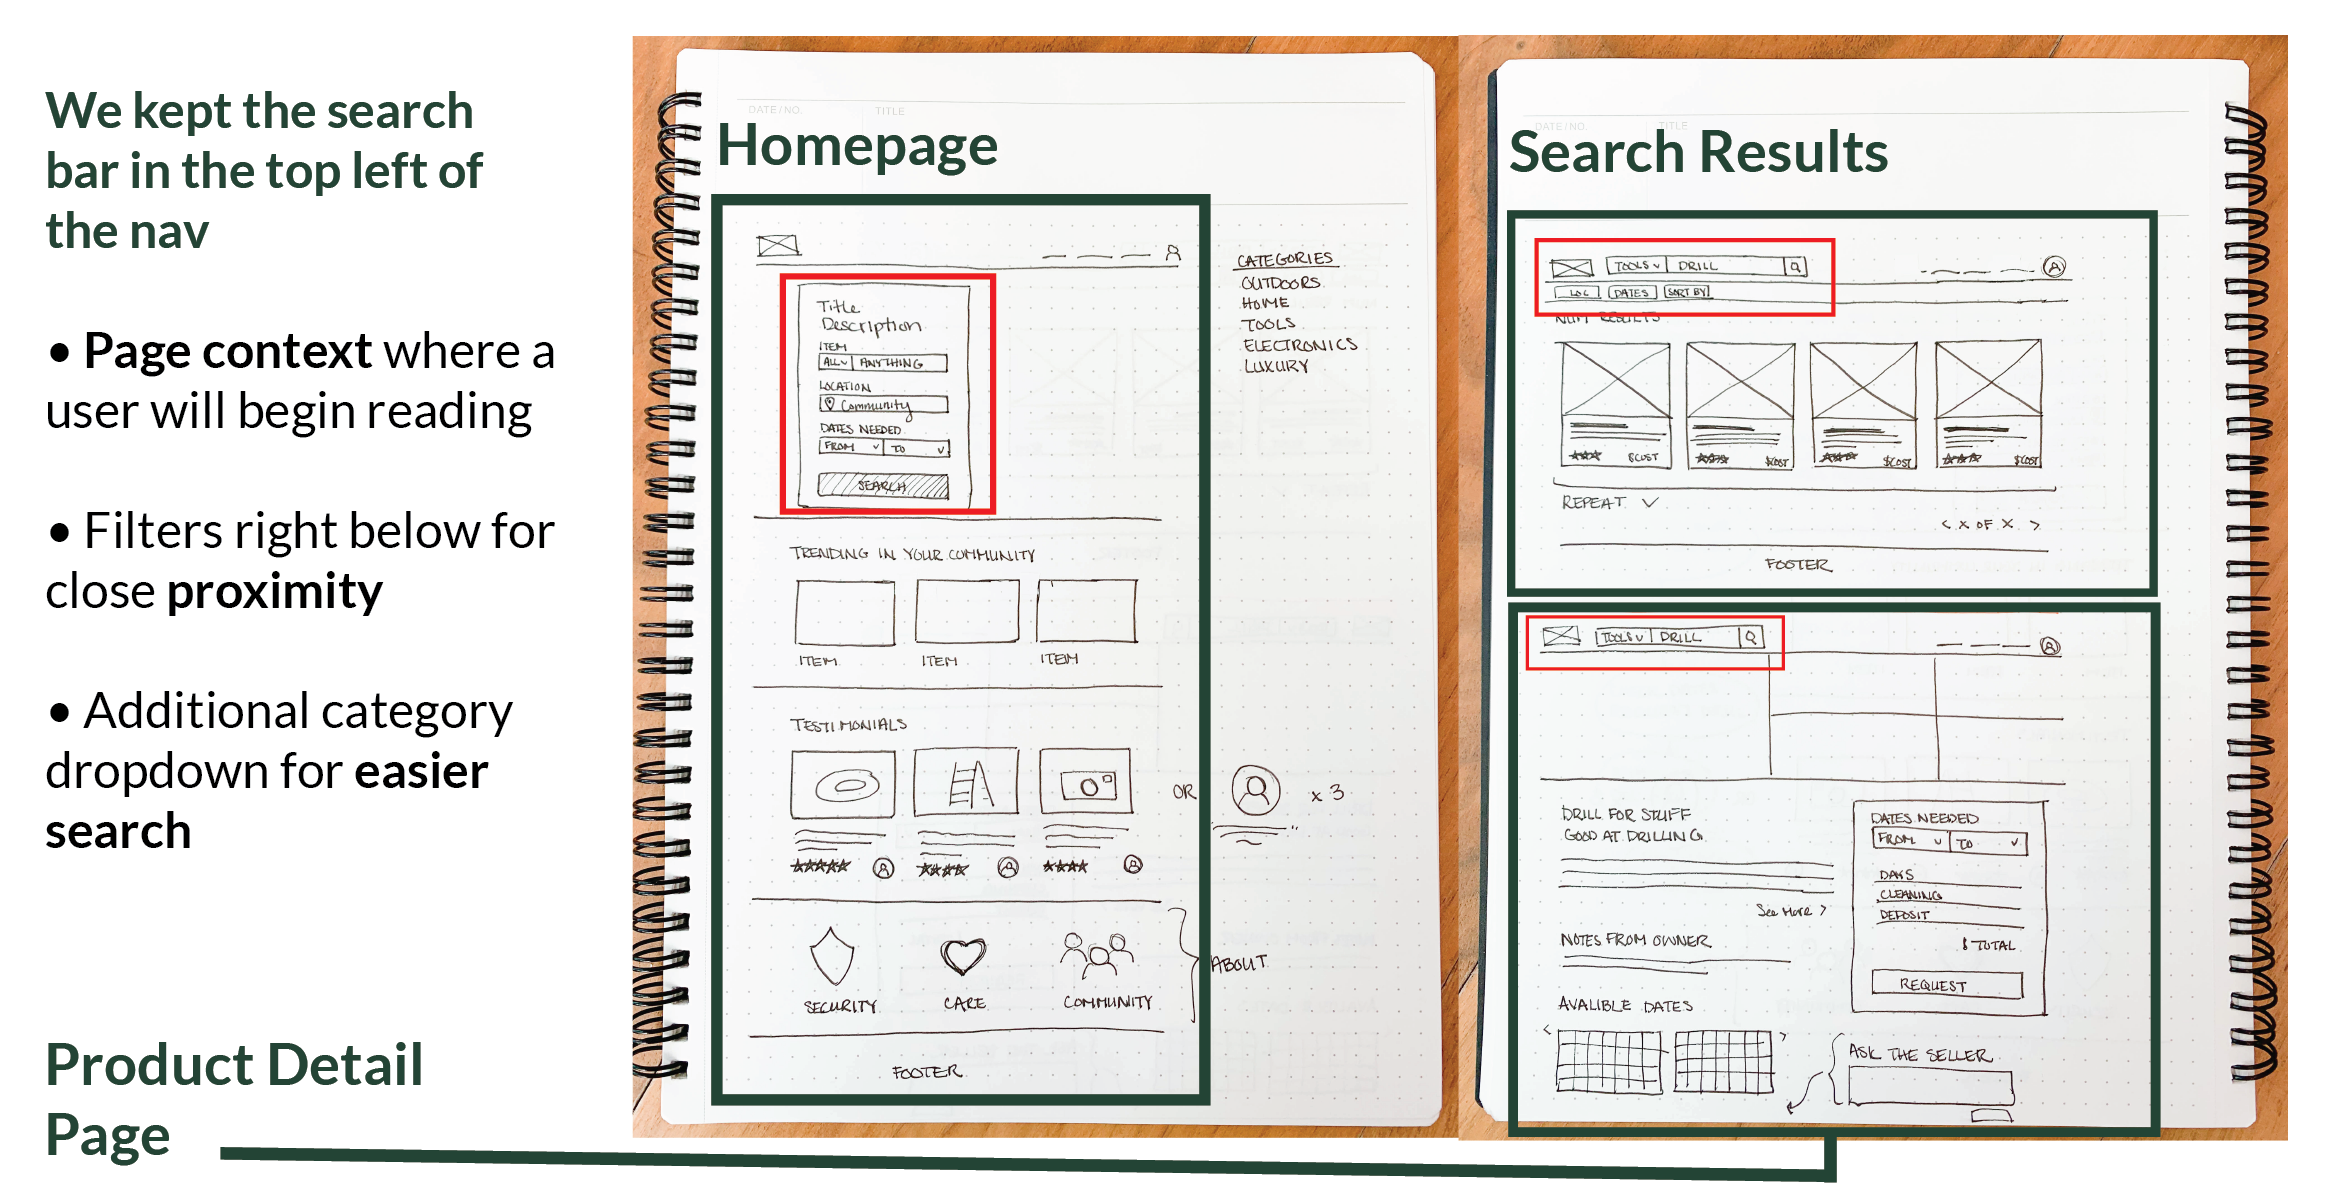 We kept the search
bar in the top left of
the nav
• Page context where a
user will begin reading
• Filters right below for
close proximity
• Additional category
dropdown for easier
search
Product Detail
Page
DATE/NO. TITLE
Homepage
Title
Description
ITEM
ALL ANYTHING
LOCATION
Community
DATES NEEDED
FROM TO
SEARCH
CATEGORIES
OUTDOORS
HOME
TOOLS
ELECTRONICS
LUXURY
TRENDING IN YOUR COMMUNITY
ITEM ITEM ITEM
TESTIMONIALS
OR x 3
ABOUT
SECURITY CARE COMMUNITY
FOOTER
DATE/NO. TITLE
Search Results
TOOLS DRILL
LOC DATES SORT BY
NUM RESULTS
$COST $COST $COST $COST
REPEAT
< X OF X >
FOOTER
TOOLS DRILL
DRILL FOR STUFF
GOOD AT DRILLING
See More >
NOTES FROM OWNER
AVALIBLE DATES
< >
DATES NEEDED
FROM TO
DAYS
CLEANING
DEPOSIT
$ TOTAL
REQUEST
ASK THE SELLER